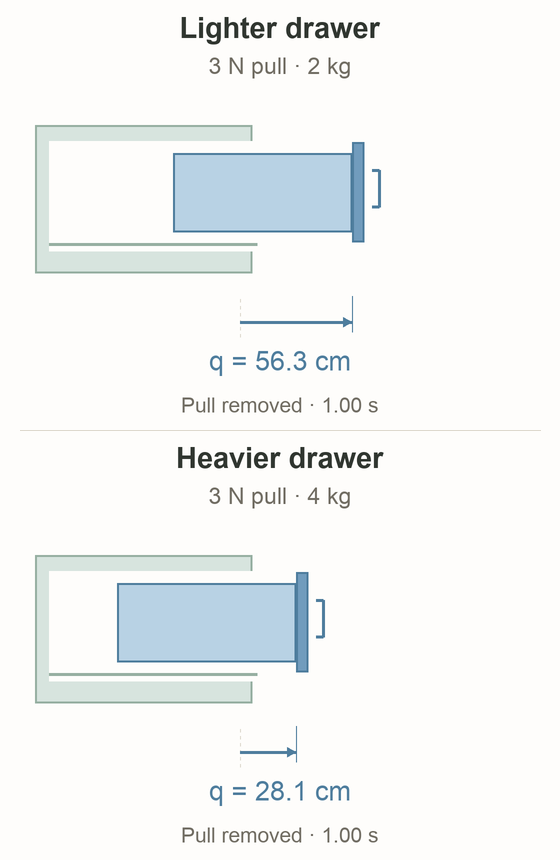 Lighter drawer
3 N pull · 2 kg
q = 56.3 cm
Pull removed · 1.00 s
Heavier drawer
3 N pull · 4 kg
q = 28.1 cm
Pull removed · 1.00 s